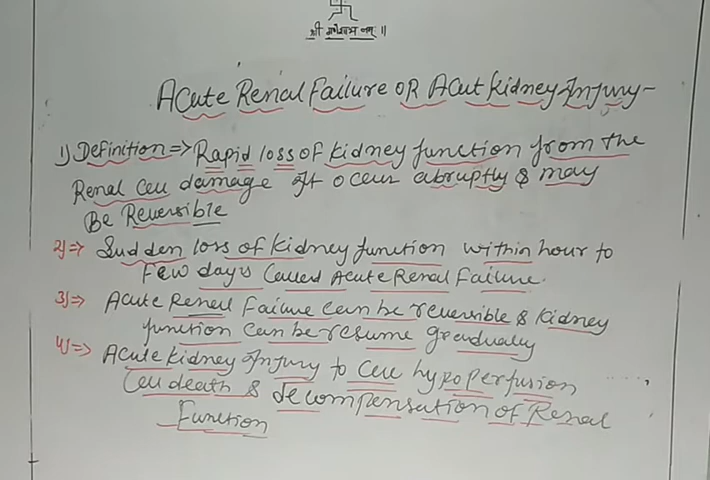 श्री गणेशाय नमः ॥
Acute Renal Failure OR Acut Kidney Injury-
1) Definition => Rapid loss of kidney function from the
Renal Cell damage It occur abruptly & may
Be Reversible
2) => Sudden loss of kidney function within hour to
Few days Called Acute Renal Failure.
3) => Acute Renal Failure can be reversible & kidney
function can be resume gradually
4) => Acute kidney Injury to Cell hypoperfusion
Cell death & decompensation of Renal
Function